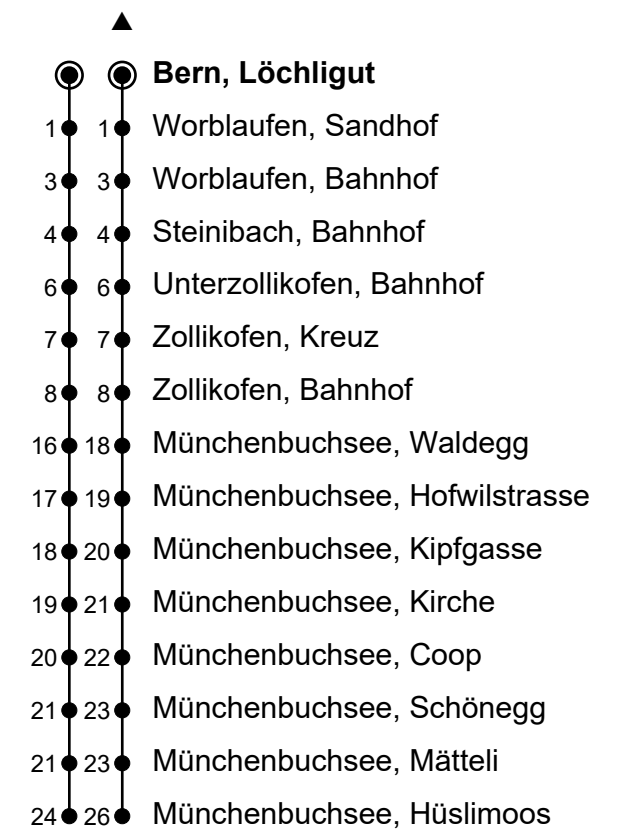 ▲
Bern, Löchligut
1 1 Worblaufen, Sandhof
3 3 Worblaufen, Bahnhof
4 4 Steinibach, Bahnhof
6 6 Unterzollikofen, Bahnhof
7 7 Zollikofen, Kreuz
8 8 Zollikofen, Bahnhof
16 18 Münchenbuchsee, Waldegg
17 19 Münchenbuchsee, Hofwilstrasse
18 20 Münchenbuchsee, Kipfgasse
19 21 Münchenbuchsee, Kirche
20 22 Münchenbuchsee, Coop
21 23 Münchenbuchsee, Schönegg
21 23 Münchenbuchsee, Mätteli
24 26 Münchenbuchsee, Hüslimoos